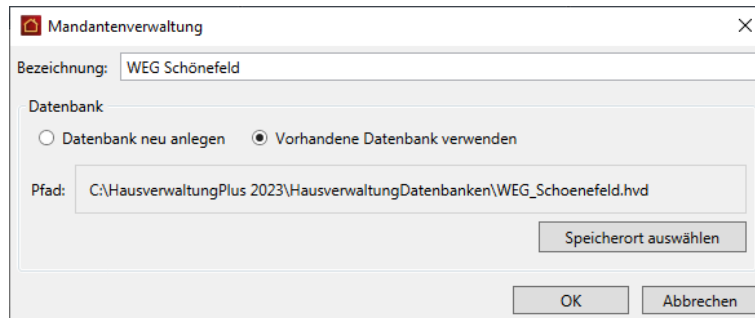 Mandantenverwaltung
Bezeichnung: WEG Schönefeld
Datenbank
Datenbank neu anlegen Vorhandene Datenbank verwenden
Pfad: C:\HausverwaltungPlus 2023\HausverwaltungDatenbanken\WEG_Schoenefeld.hvd
Speicherort auswählen
OK Abbrechen